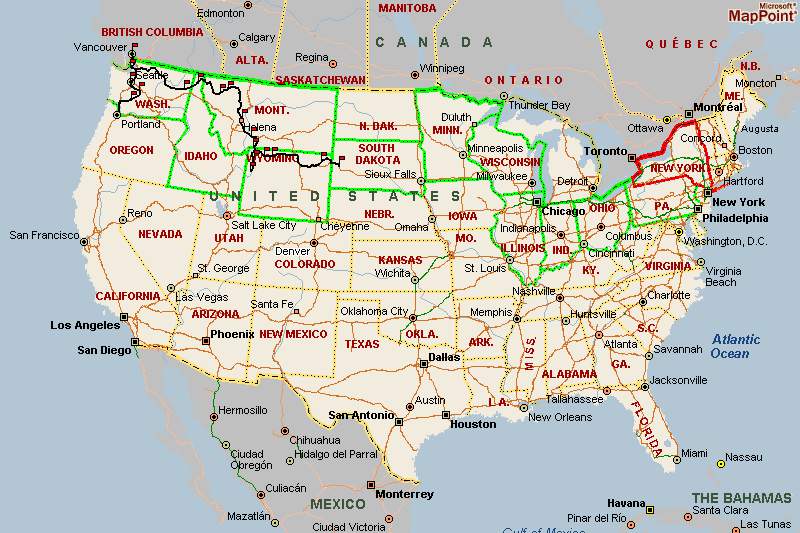 MANITOBA
Microsoft®
MapPoint®
Edmonton
BRITISH COLUMBIA
Vancouver
Calgary
ALTA.
Regina
C A N A D A
QUÉBEC
SASKATCHEWAN
Winnipeg
ONTARIO
N.B.
Moncton
Seattle
WASH.
Thunder Bay
ME.
Montréal
Ottawa
MONT.
Helena
N. DAK.
Duluth
MINN.
Augusta
Portland
Concord
OREGON
IDAHO
WYOMING
SOUTH
DAKOTA
Minneapolis
WISCONSIN
Milwaukee
Toronto
Boston
NEW YORK
Detroit
Hartford
Sioux Falls
U N I T E D S T A T E S
Chicago
New York
PA.
Philadelphia
OHIO
NEBR.
IOWA
Reno
Salt Lake City
Cheyenne
Omaha
Indianapolis
Columbus
San Francisco
NEVADA
UTAH
Denver
MO.
ILLINOIS
IND.
Cincinnati
Washington, D.C.
COLORADO
KANSAS
Wichita
St. Louis
KY.
VIRGINIA
Virginia
Beach
St. George
Las Vegas
CALIFORNIA
Nashville
Charlotte
Santa Fe
Oklahoma City
Memphis
Huntsville
Los Angeles
ARIZONA
Phoenix
NEW MEXICO
TEXAS
OKLA.
ARK.
MISS.
S.C.
Atlanta
Atlantic
Ocean
San Diego
Dallas
ALABAMA
GA.
Savannah
Jacksonville
Austin
LA.
Tallahassee
Hermosillo
San Antonio
Houston
New Orleans
FLORIDA
Chihuahua
Ciudad
Obregón
Hidalgo del Parral
Miami
Nassau
Culiacán
Monterrey
MEXICO
Havana
THE BAHAMAS
Mazatlán
Ciudad Victoria
Pinar del Río
Santa Clara
Las Tunas
Gulf of Mexico